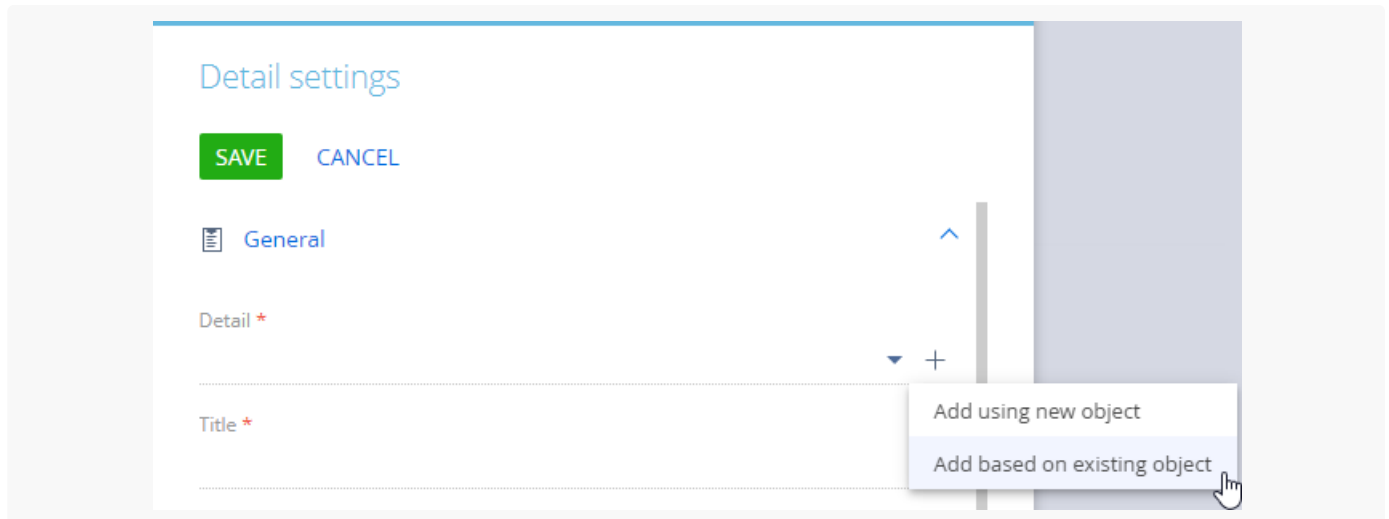 Detail settings
SAVE CANCEL
General
Detail *
Title *
Add using new object
Add based on existing object